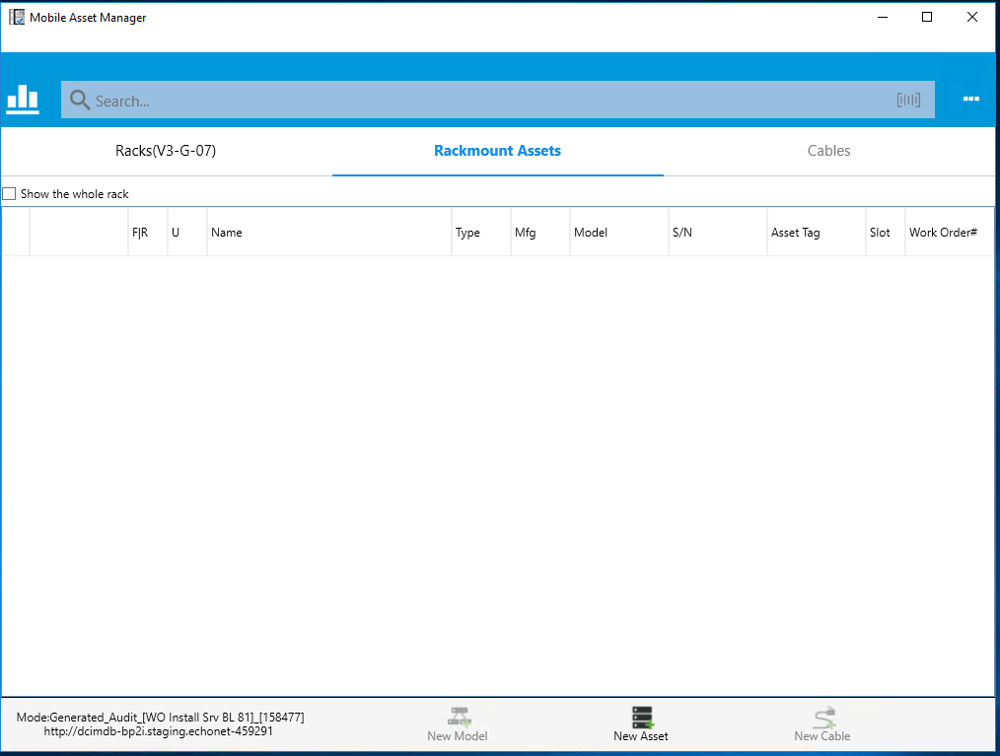 Mobile Asset Manager
Search...
Racks(V3-G-07) Rackmount Assets Cables
Show the whole rack
F|R U Name Type Mfg Model S/N Asset Tag Slot Work Order#
Mode:Generated_Audit_[WO Install Srv BL 81]_[158477]
http://dcimdb-bp2i.staging.echonet-459291
New Model New Asset New Cable